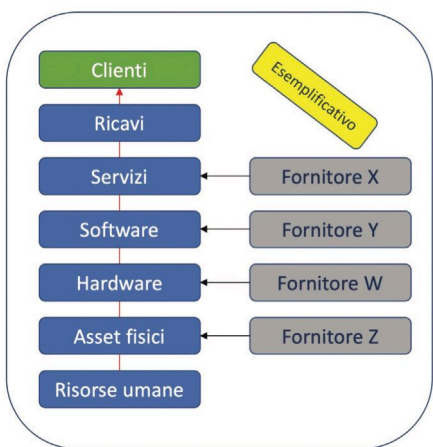 Clienti
Esemplificativo
Ricavi
Servizi
Fornitore X
Software
Fornitore Y
Hardware
Fornitore W
Asset fisici
Fornitore Z
Risorse umane